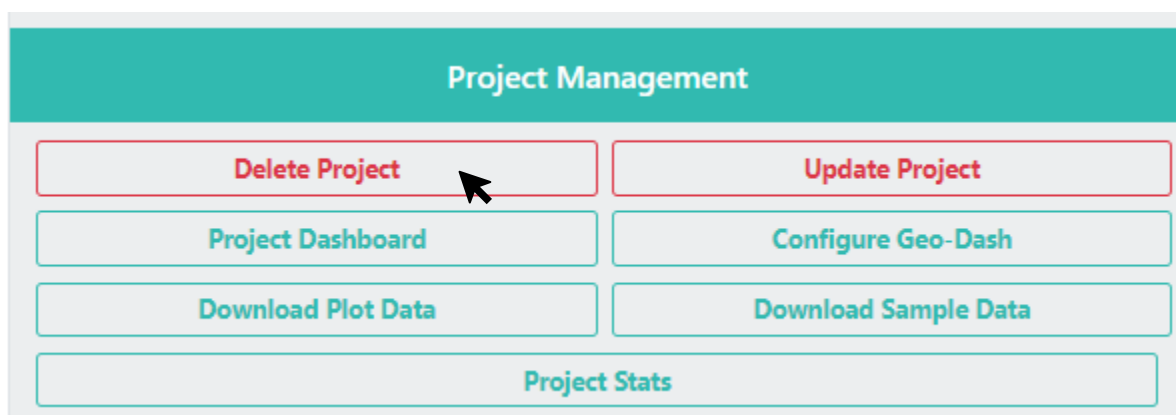 Project Management
Delete Project
Update Project
Project Dashboard
Configure Geo-Dash
Download Plot Data
Download Sample Data
Project Stats